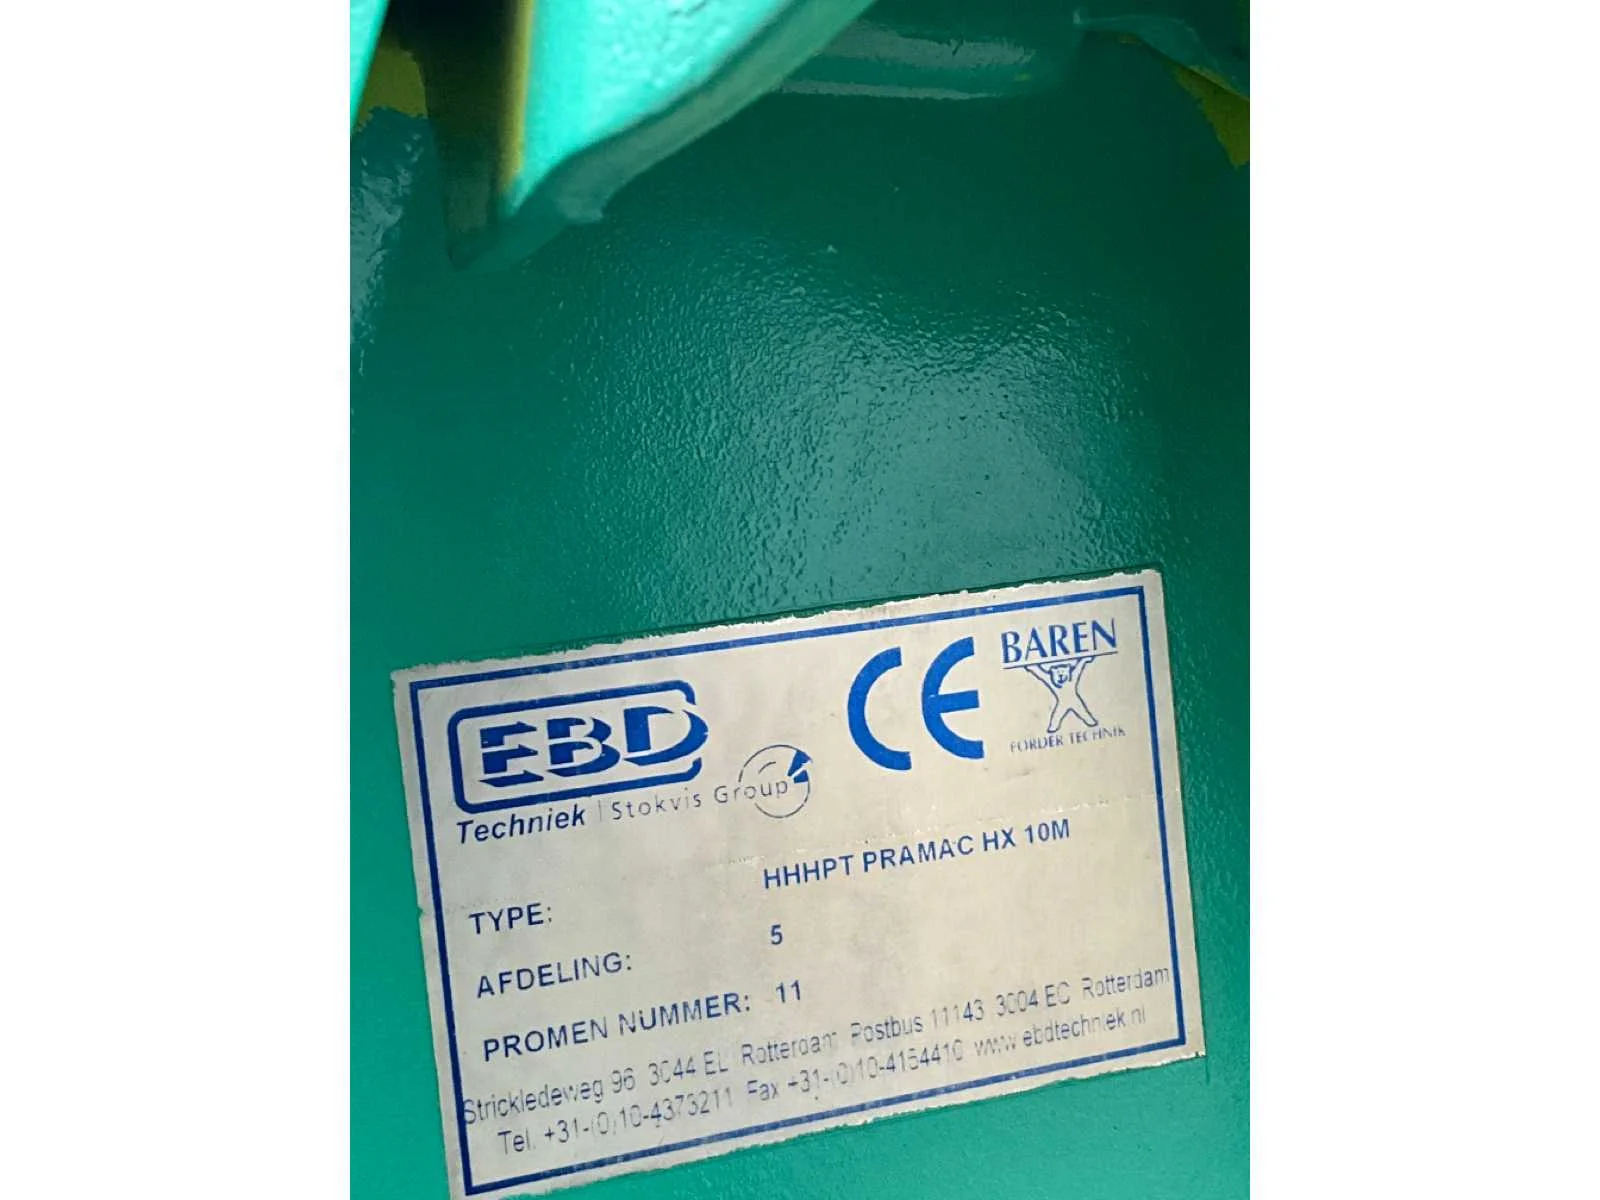 EBD
Techniek | Stokvis Group
CE
BAREN
FÖRDER TECHNIK
TYPE: HHHPT PRAMAC HX 10M
AFDELING: 5
PROMEN NUMMER: 11
Strickledeweg 96 3044 EL Rotterdam Postbus 11143 3004 EC Rotterdam
Tel. +31-(0)10-4373211 Fax +31-(0)10-4154410 www.ebdtechniek.nl